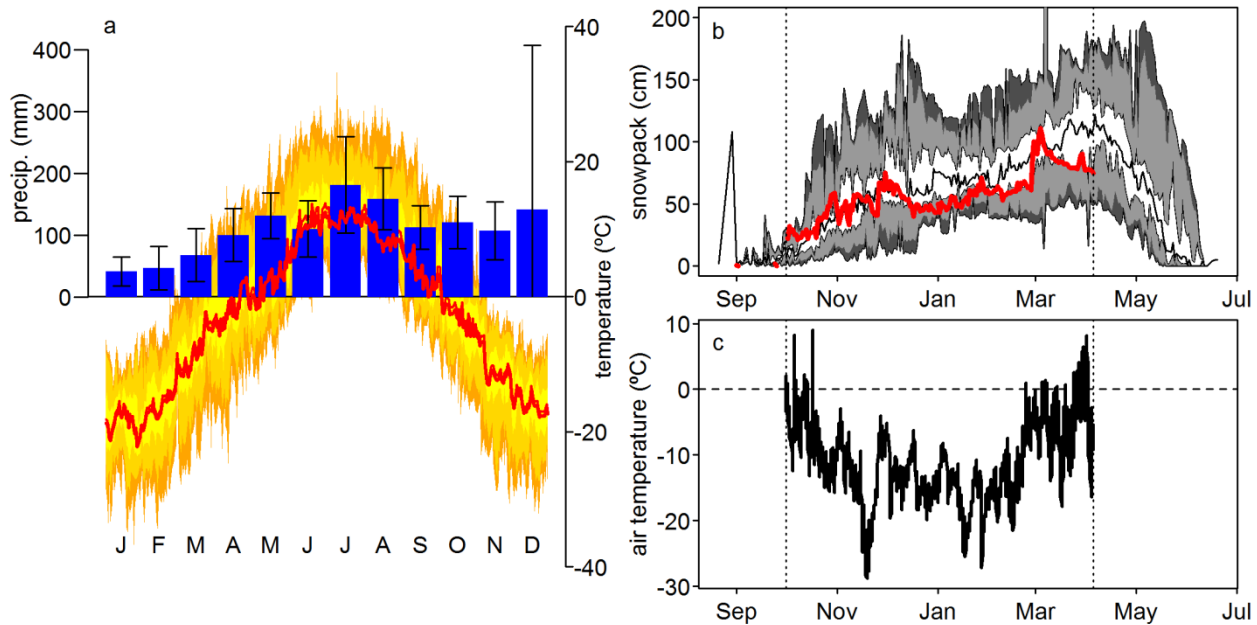 a
precip. (mm)
400
300
200
100
0
40
20
0
-20
-40
temperature (ºC)
J F M A M J J A S O N D
b
snowpack (cm)
200
150
100
50
0
Sep Nov Jan Mar May Jul
c
air temperature (ºC)
10
0
-10
-20
-30
Sep Nov Jan Mar May Jul